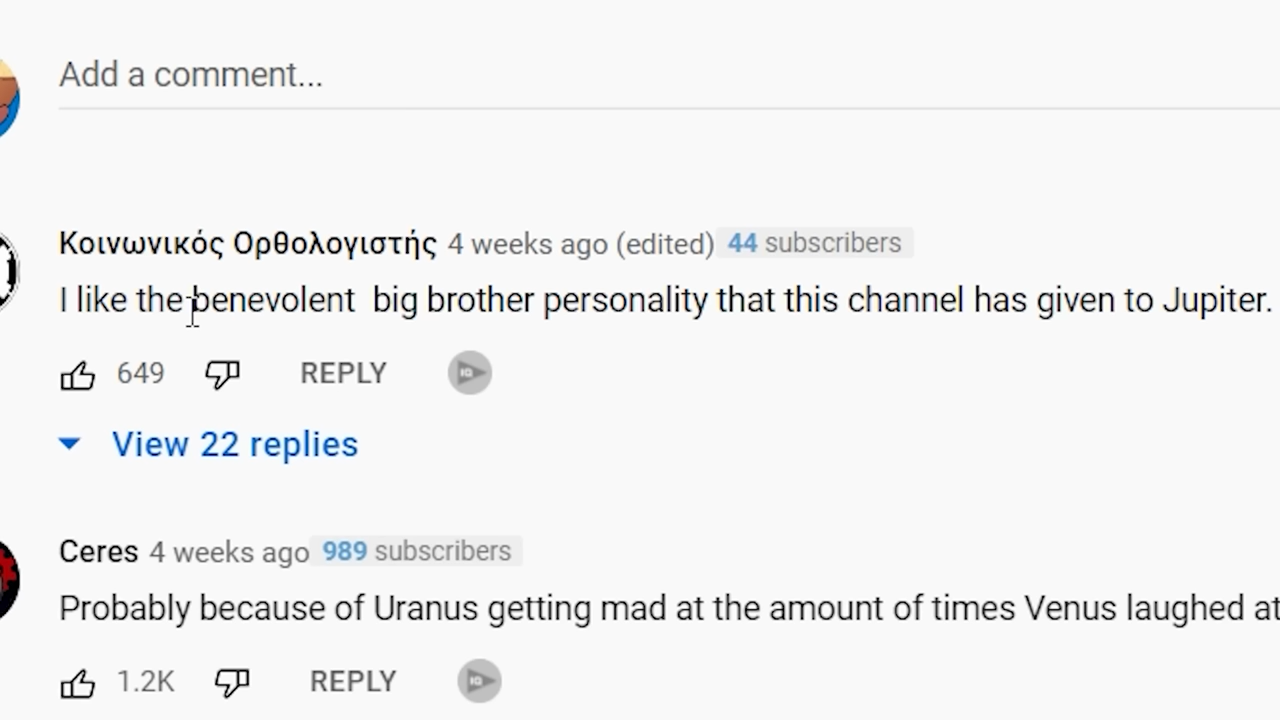 Add a comment...
Κοινωνικός Ορθολογιστής 4 weeks ago (edited) 44 subscribers
I like the benevolent  big brother personality that this channel has given to Jupiter.
649 REPLY
View 22 replies
Ceres 4 weeks ago 989 subscribers
Probably because of Uranus getting mad at the amount of times Venus laughed at
1.2K REPLY